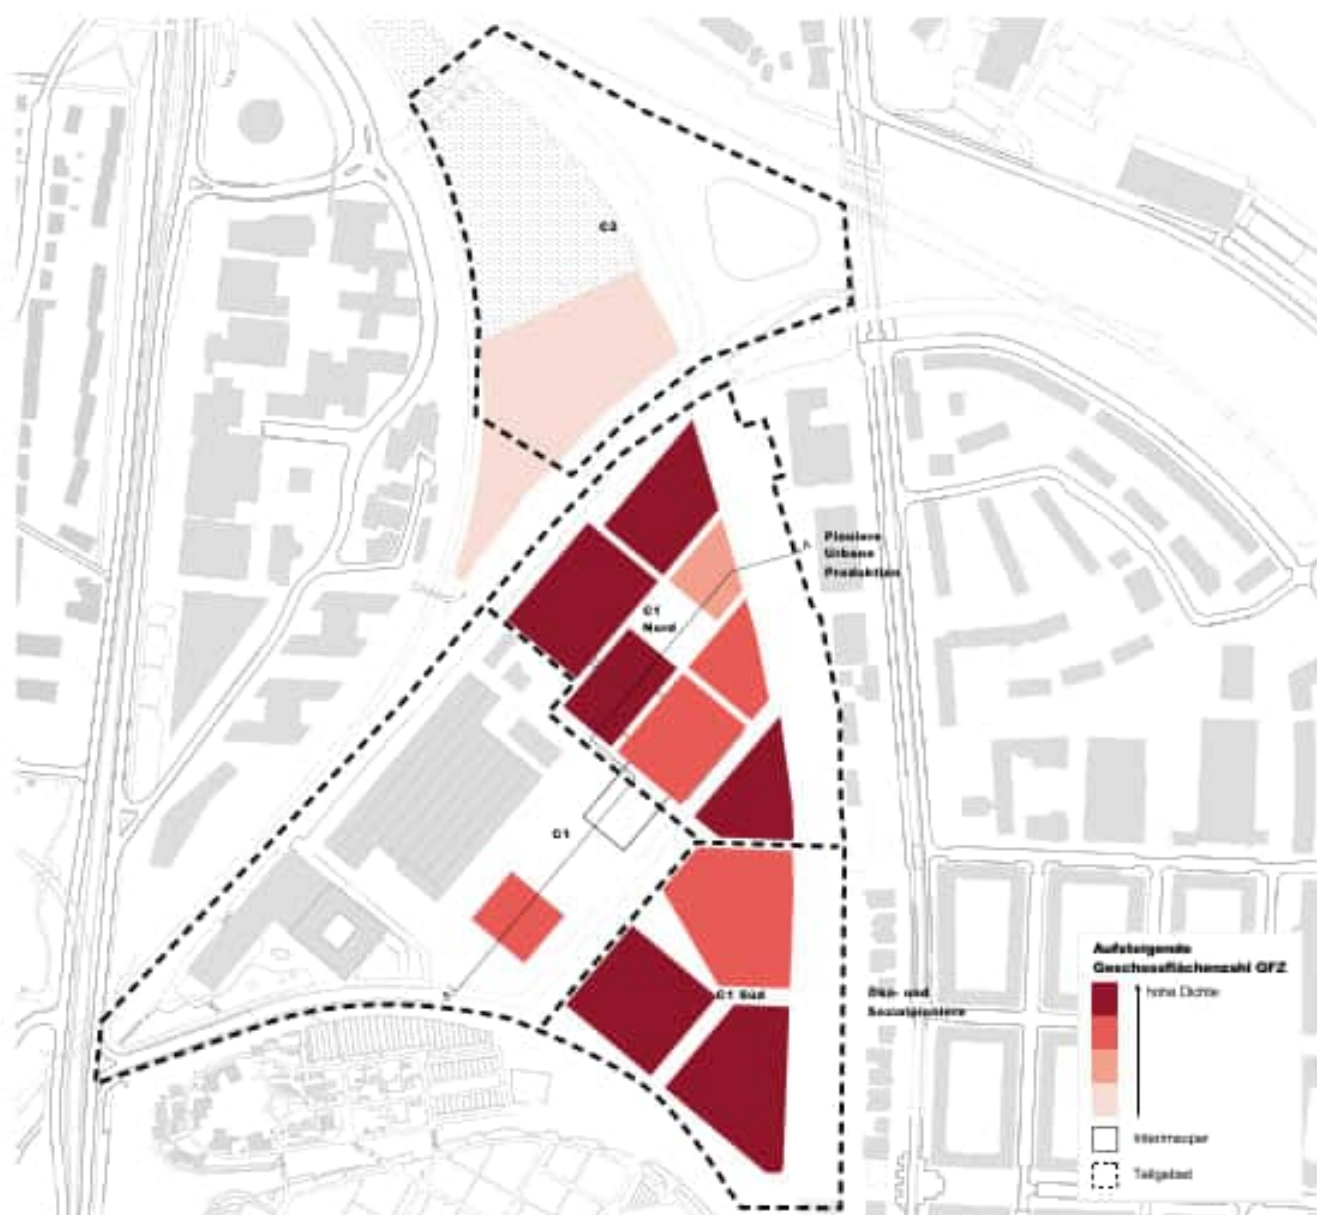 C2
Pioniere
Urbane
Produktion
C1
Nord
C1
C1 Süd
Öko- und
Sozialpioniere
Aufsteigende
Geschossflächenzahl GFZ
hohe Dichte
Teilgebiet
A